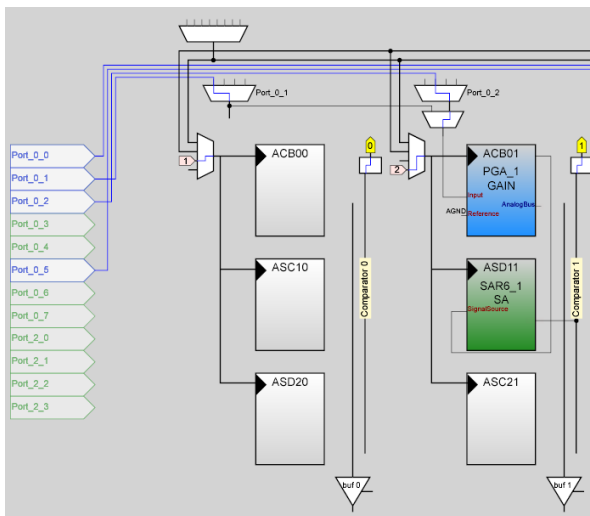 Port_0_1
Port_0_2
Port_0_0
Port_0_1
Port_0_2
Port_0_3
Port_0_4
Port_0_5
Port_0_6
Port_0_7
Port_2_0
Port_2_1
Port_2_2
Port_2_3
1
ACB00
ASC10
ASD20
0
Comparator 0
buf 0
2
ACB01
PGA_1
GAIN
Input
AnalogBus
AGND
Reference
ASD11
SAR6_1
SA
SignalSource
ASC21
1
Comparator 1
buf 1